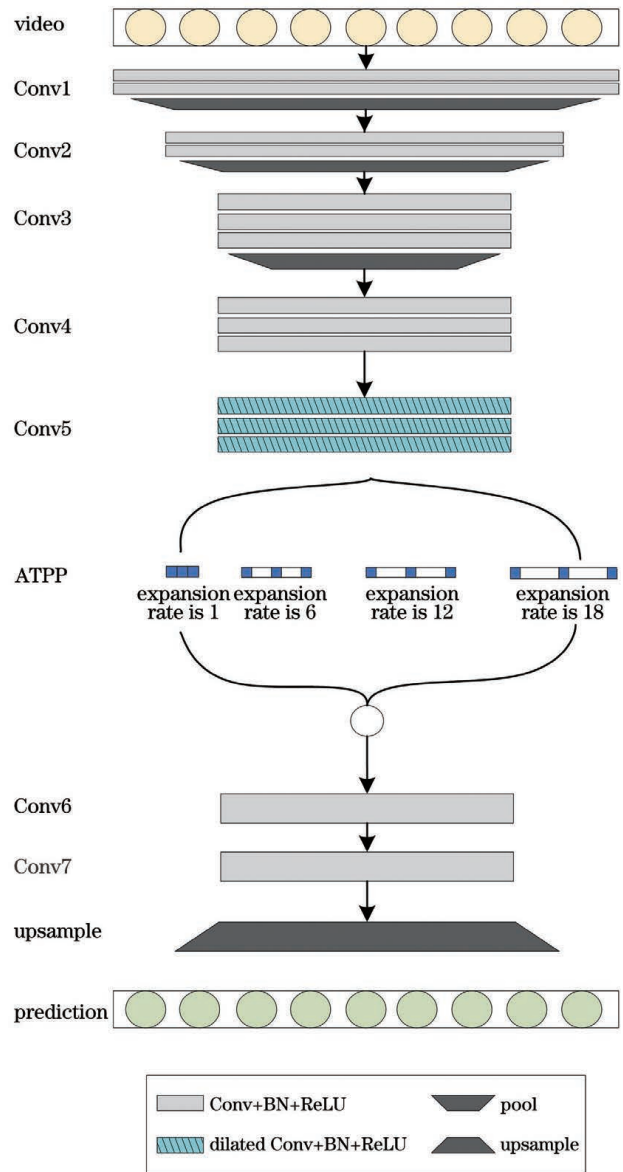 video
Conv1
Conv2
Conv3
Conv4
Conv5
ATPP
expansion
rate is 1
expansion
rate is 6
expansion
rate is 12
expansion
rate is 18
Conv6
Conv7
upsample
prediction
Conv+BN+ReLU
pool
dilated Conv+BN+ReLU
upsample